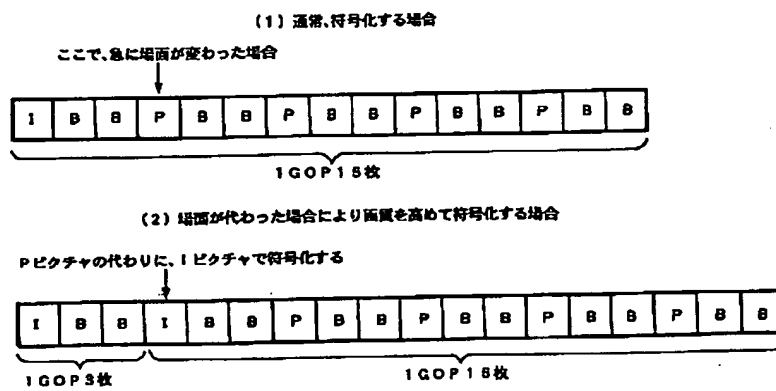 (1) 通常、符号化する場合
ここで、急に場面が変わった場合
I B B P B B P B B P B B P B B
1GOP15枚
(2) 場面が代わった場合により画質を高めて符号化する場合
Pピクチャの代わりに、Iピクチャで符号化する
I B B I B B P B B P B B P B B P B B
1GOP3枚
1GOP15枚